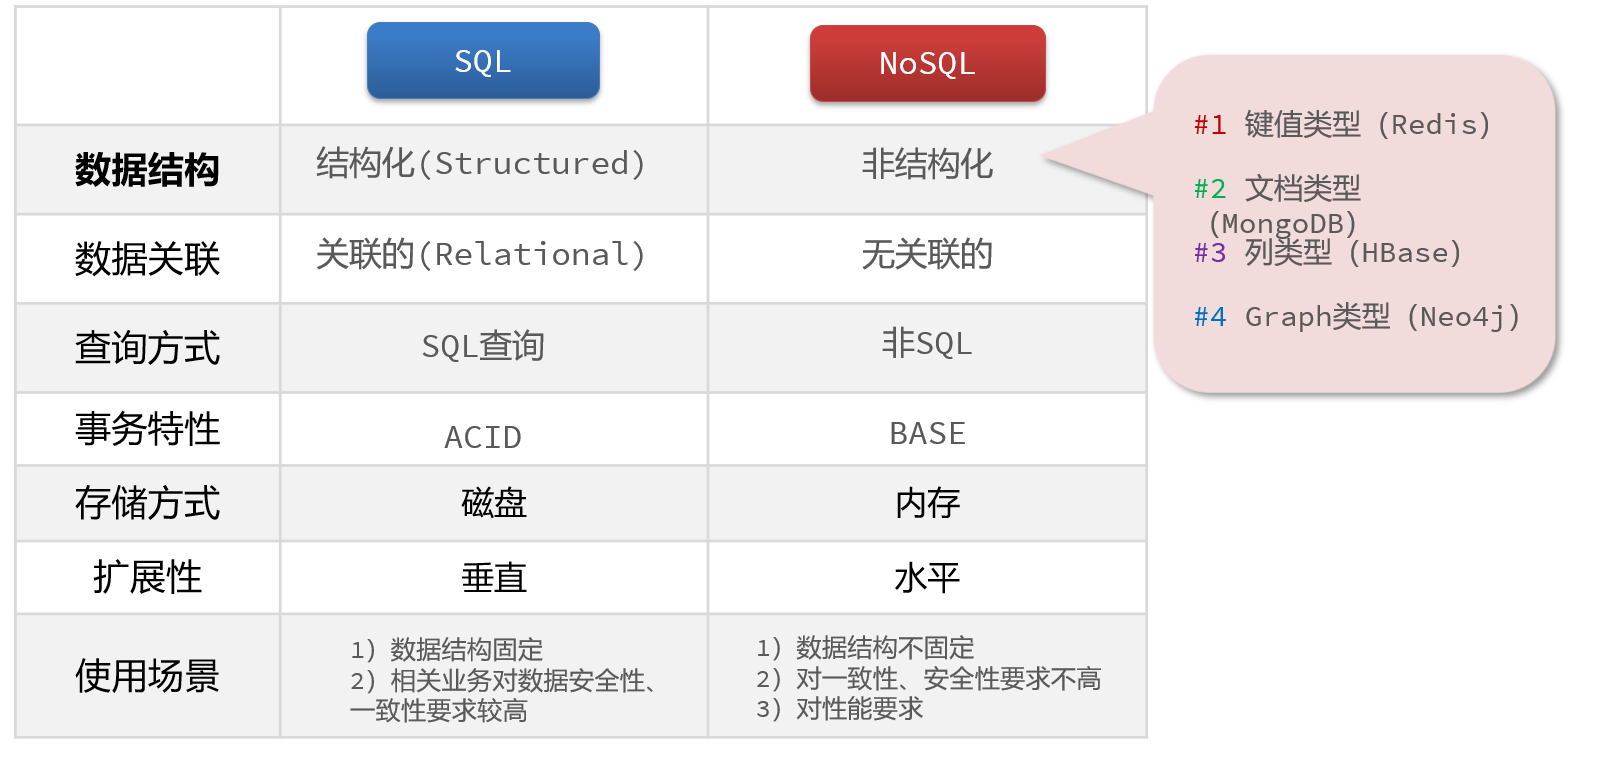 SQL
NoSQL
数据结构
结构化(Structured)
非结构化
#1 键值类型（Redis）
#2 文档类型
（MongoDB）
#3 列类型（HBase）
#4 Graph类型（Neo4j）
数据关联
关联的(Relational)
无关联的
查询方式
SQL查询
非SQL
事务特性
ACID
BASE
存储方式
磁盘
内存
扩展性
垂直
水平
使用场景
1）数据结构固定
2）相关业务对数据安全性、
一致性要求较高
1）数据结构不固定
2）对一致性、安全性要求不高
3）对性能要求